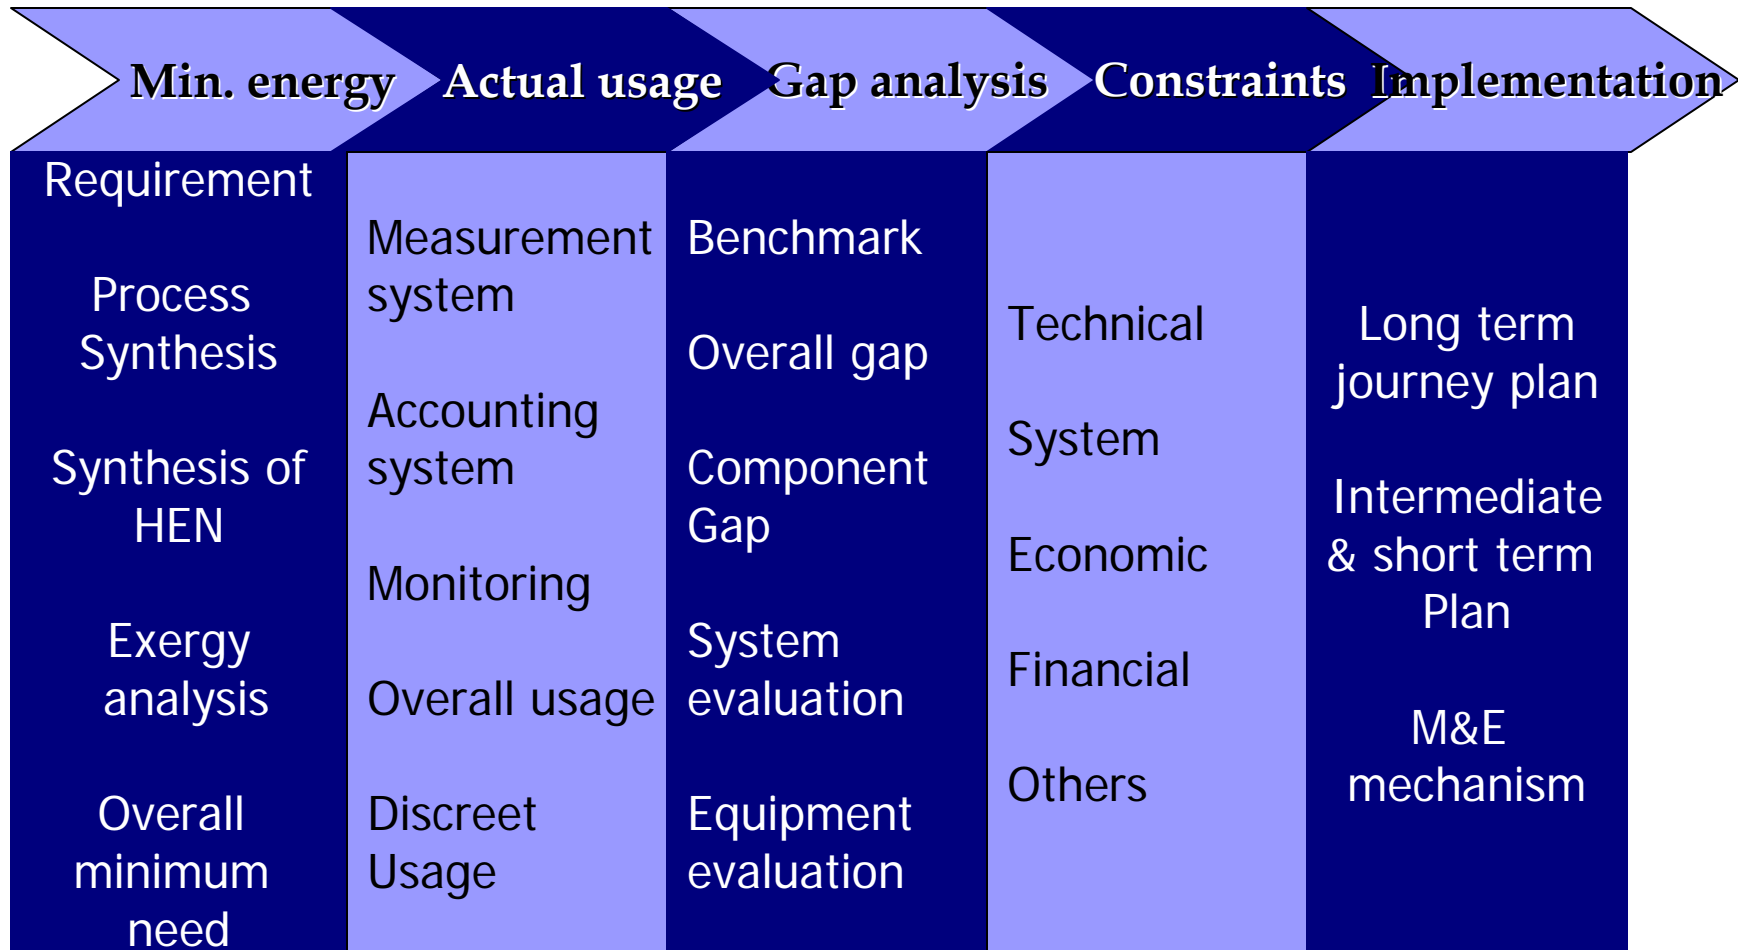 Min. energy
Actual usage
Gap analysis
Constraints
Implementation
Requirement
Process
Synthesis
Synthesis of
HEN
Exergy
analysis
Overall
minimum
need
Measurement
system
Accounting
system
Monitoring
Overall usage
Discreet
Usage
Benchmark
Overall gap
Component
Gap
System
evaluation
Equipment
evaluation
Technical
System
Economic
Financial
Others
Long term
journey plan
Intermediate
& short term
Plan
M&E
mechanism